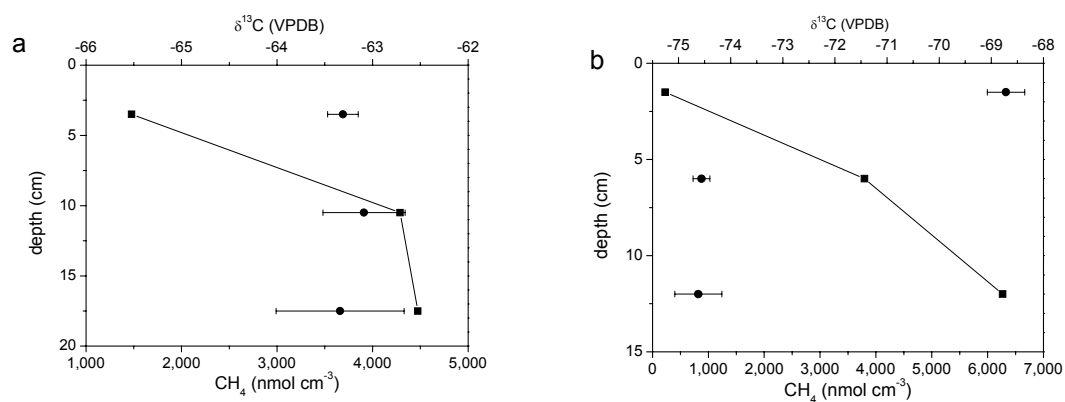 a
δ¹³C (VPDB)
-66 -65 -64 -63 -62
0
5
10
15
20
depth (cm)
1,000 2,000 3,000 4,000 5,000
CH₄ (nmol cm⁻³)
b
δ¹³C (VPDB)
-75 -74 -73 -72 -71 -70 -69 -68
0
5
10
15
depth (cm)
0 1,000 2,000 3,000 4,000 5,000 6,000 7,000
CH₄ (nmol cm⁻³)